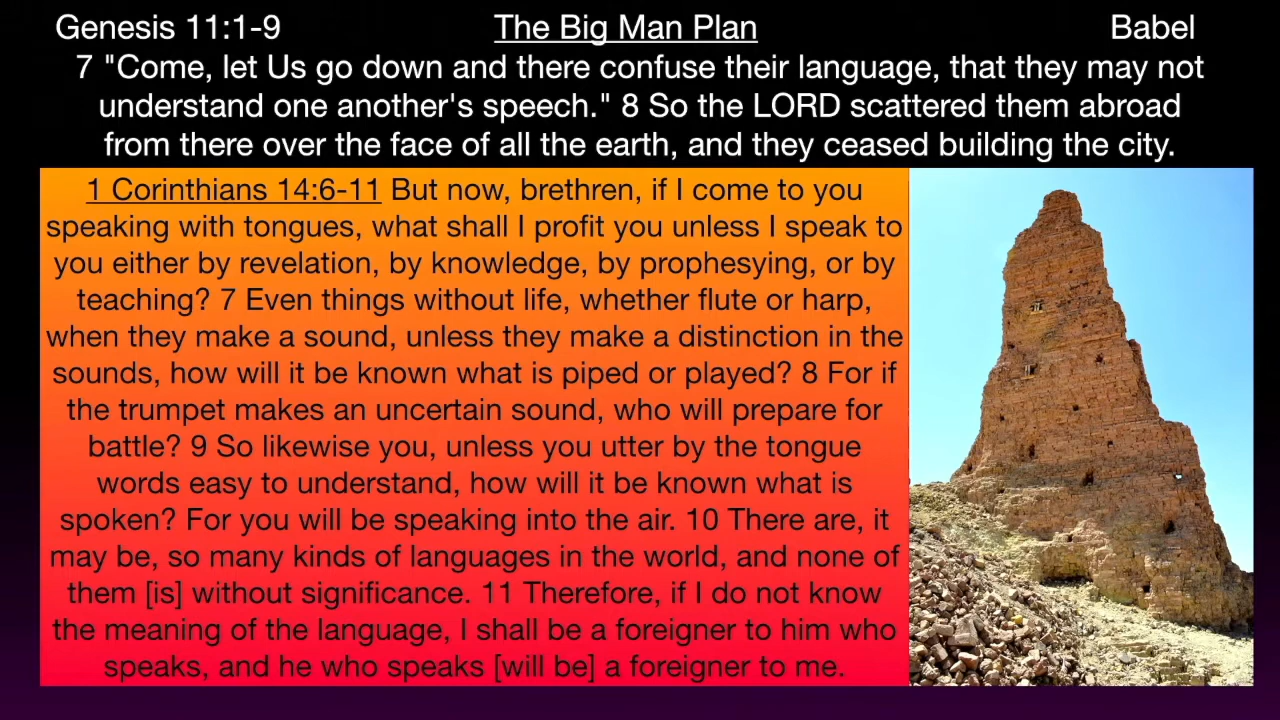 Genesis 11:1-9 The Big Man Plan Babel
7 "Come, let Us go down and there confuse their language, that they may not
understand one another's speech." 8 So the LORD scattered them abroad
from there over the face of all the earth, and they ceased building the city.
1 Corinthians 14:6-11 But now, brethren, if I come to you
speaking with tongues, what shall I profit you unless I speak to
you either by revelation, by knowledge, by prophesying, or by
teaching? 7 Even things without life, whether flute or harp,
when they make a sound, unless they make a distinction in the
sounds, how will it be known what is piped or played? 8 For if
the trumpet makes an uncertain sound, who will prepare for
battle? 9 So likewise you, unless you utter by the tongue
words easy to understand, how will it be known what is
spoken? For you will be speaking into the air. 10 There are, it
may be, so many kinds of languages in the world, and none of
them [is] without significance. 11 Therefore, if I do not know
the meaning of the language, I shall be a foreigner to him who
speaks, and he who speaks [will be] a foreigner to me.